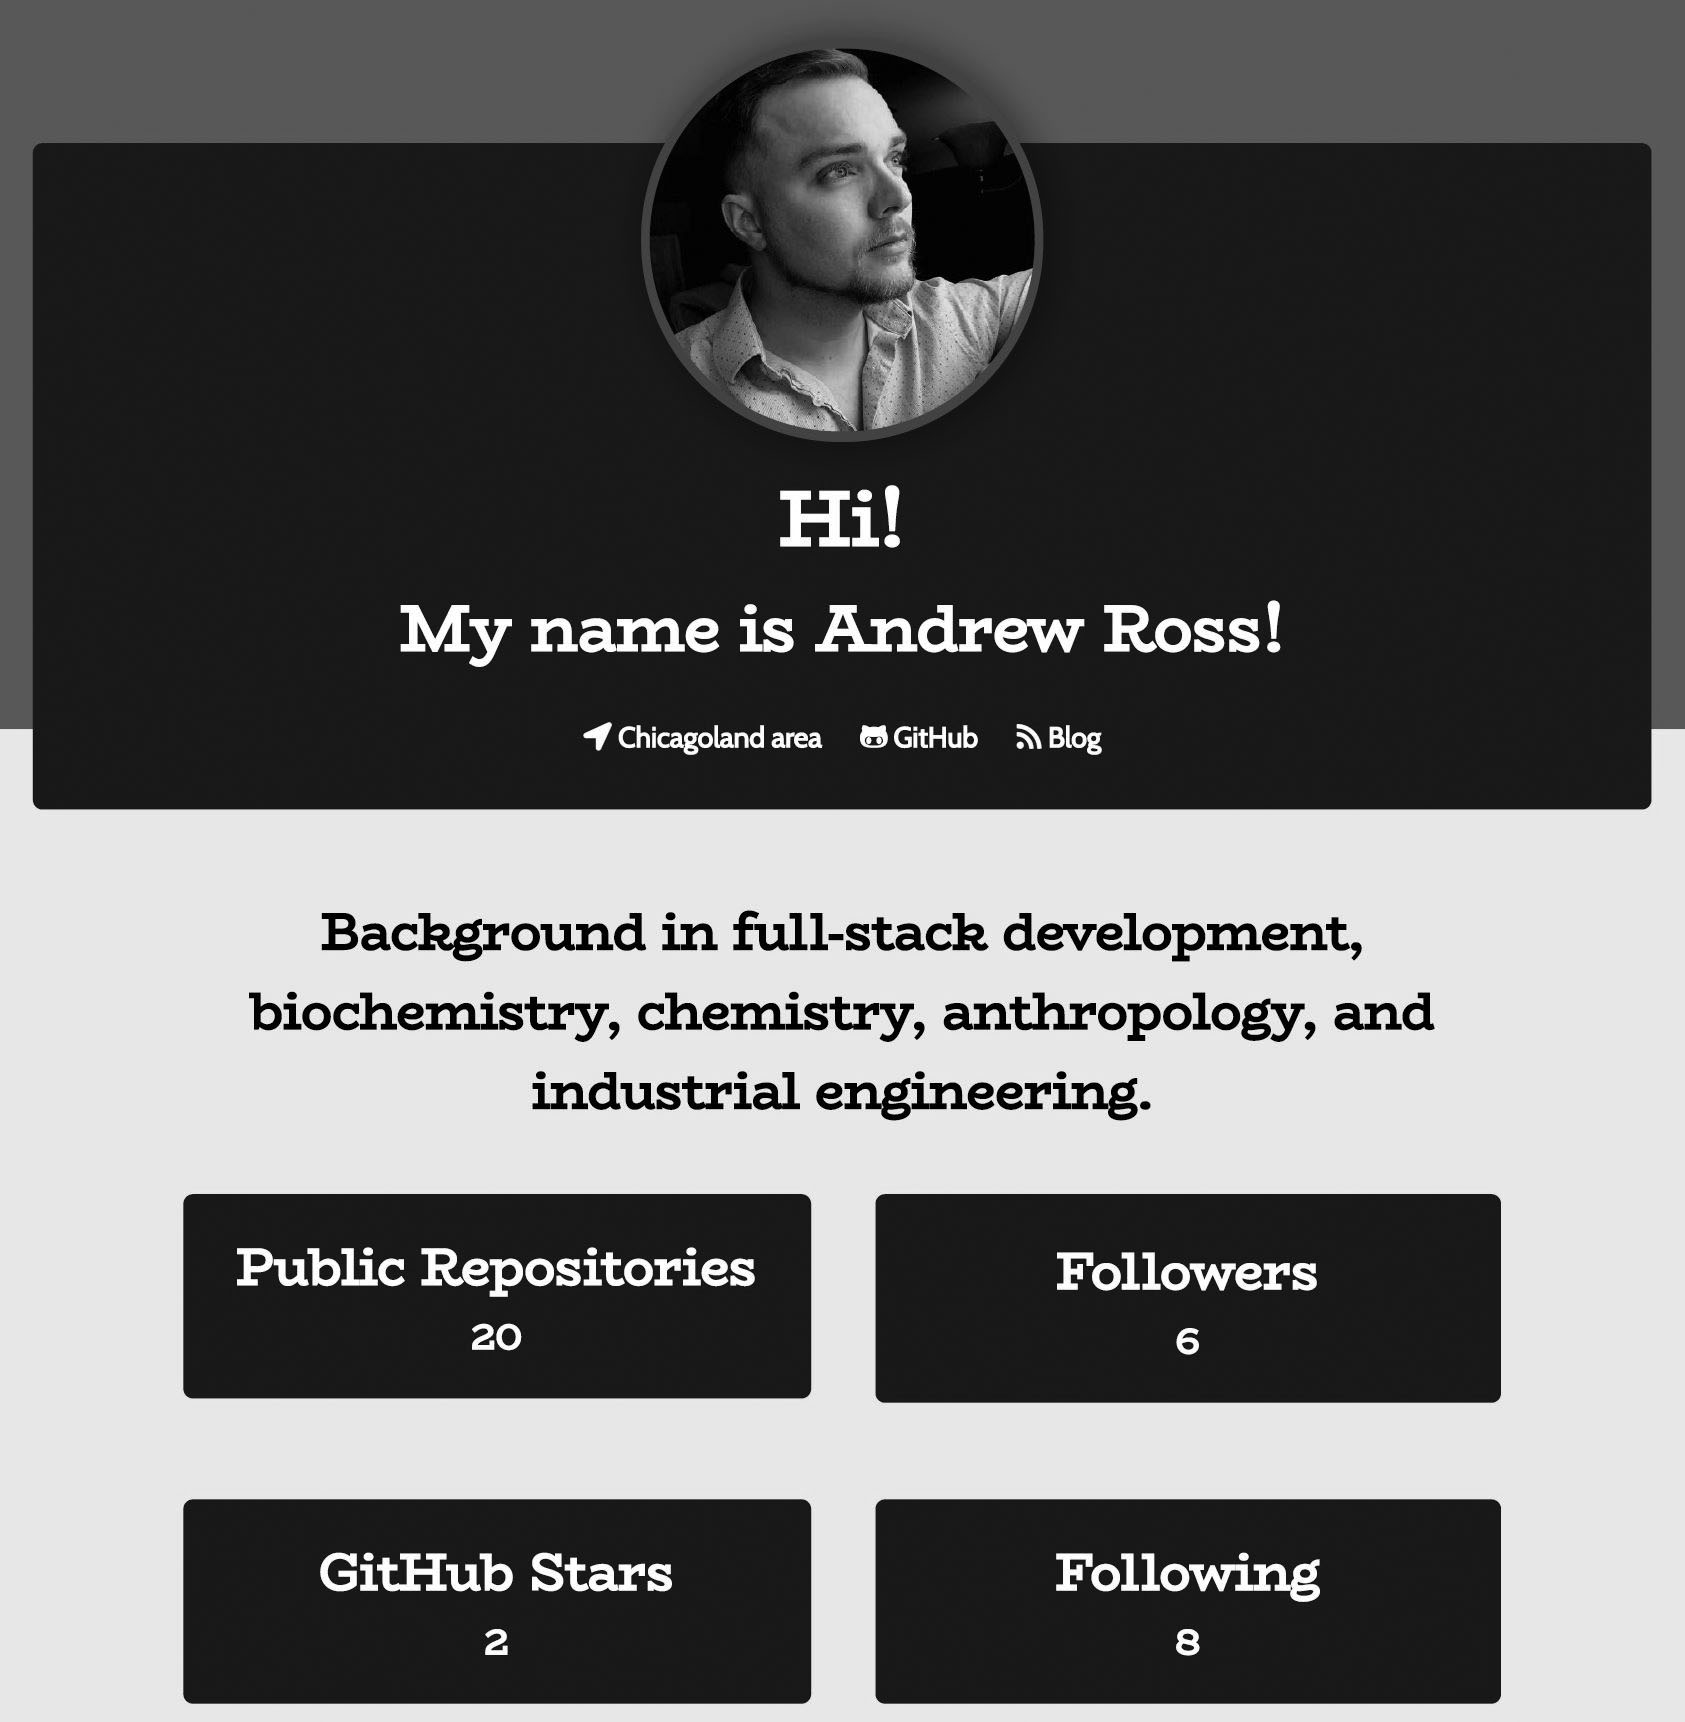 Hi!
My name is Andrew Ross!
Chicagoland area GitHub Blog
Background in full-stack development,
biochemistry, chemistry, anthropology, and
industrial engineering.
Public Repositories
20
Followers
6
GitHub Stars
2
Following
8